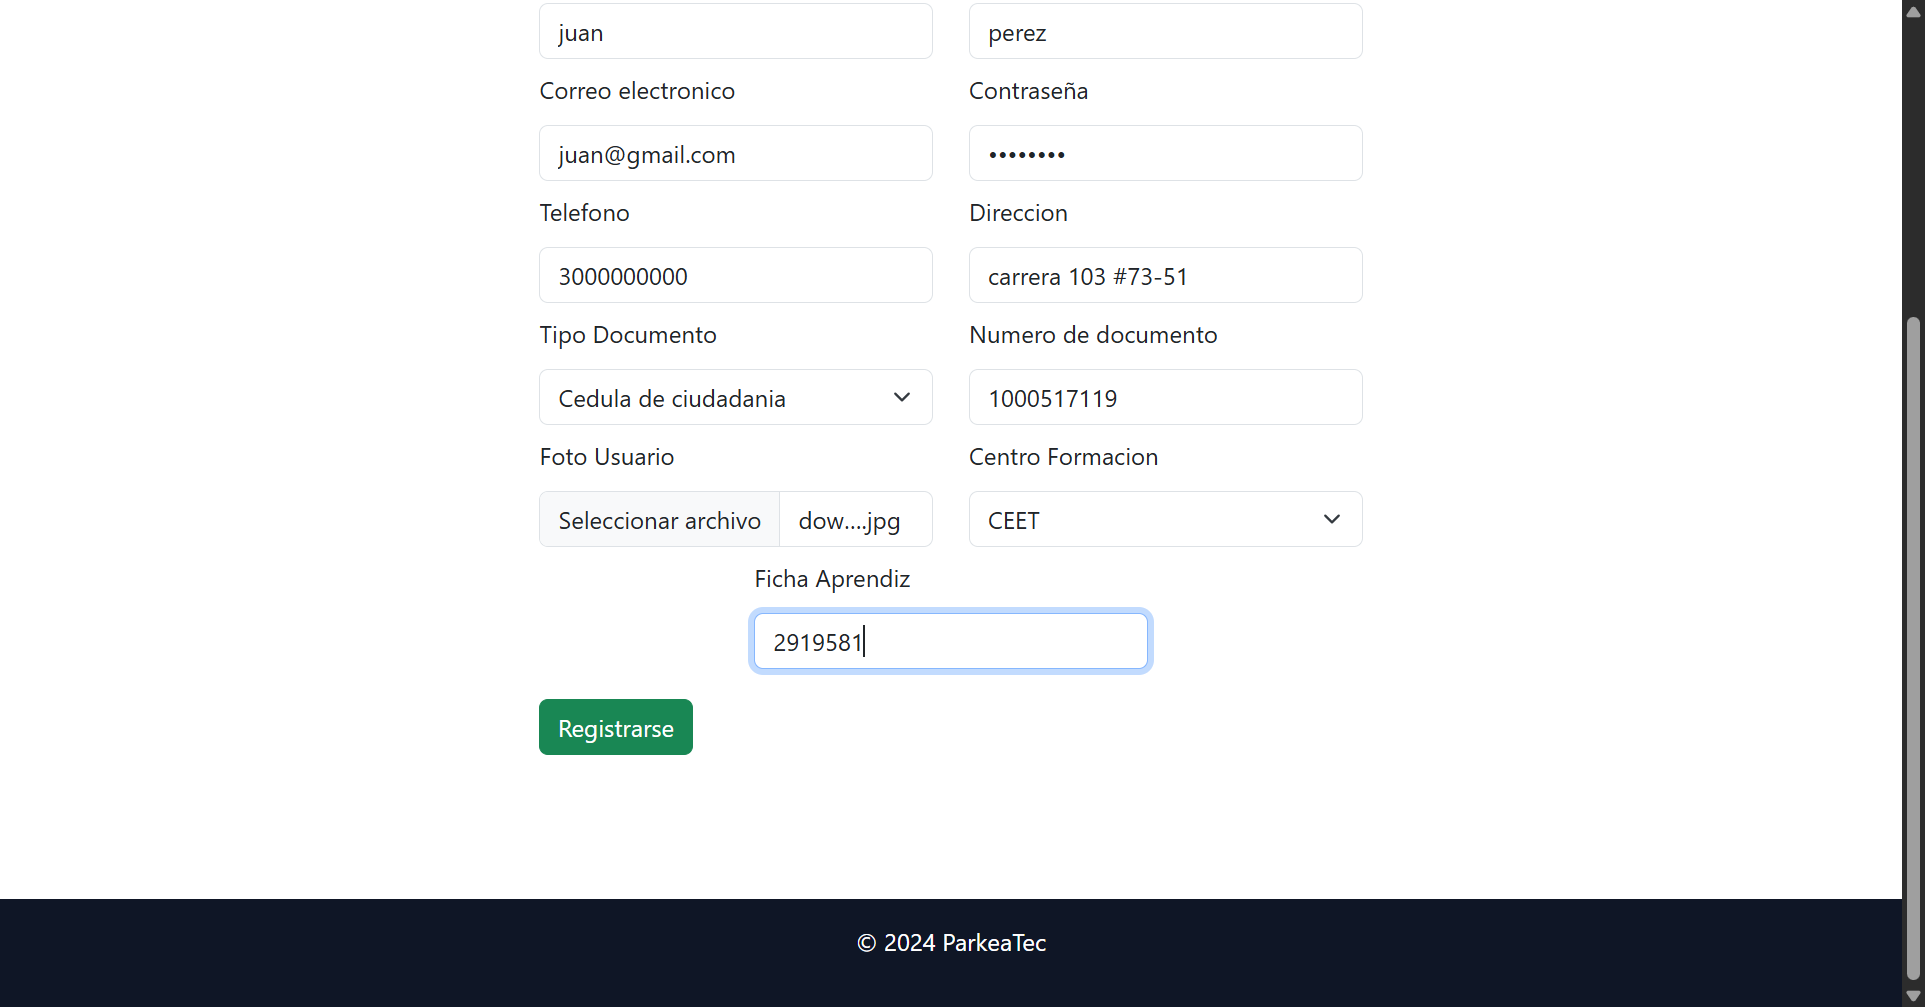 juan perez
Correo electronico Contraseña
juan@gmail.com ••••••••
Telefono Direccion
3000000000 carrera 103 #73-51
Tipo Documento Numero de documento
Cedula de ciudadania 1000517119
Foto Usuario Centro Formacion
Seleccionar archivo dow....jpg CEET
Ficha Aprendiz
2919581
Registrarse
© 2024 ParkeaTec